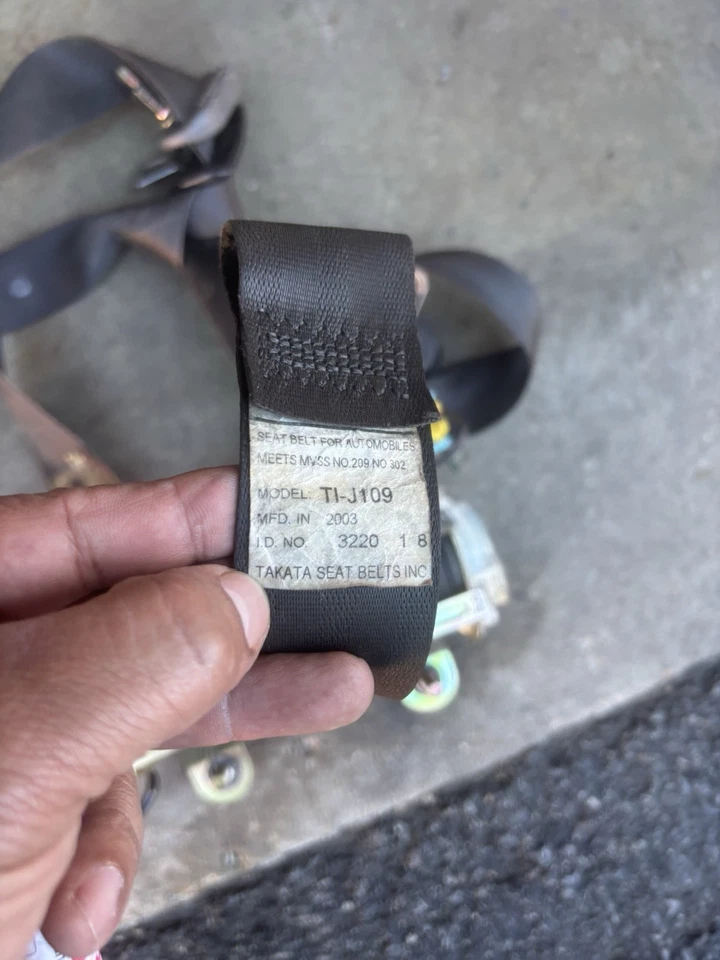 SEAT BELT FOR AUTOMOBILES
MEETS MVSS NO.209 NO.302
MODEL: TI-J109
MFD. IN 2003
I.D. NO. 3220 1 8
TAKATA SEAT BELTS INC